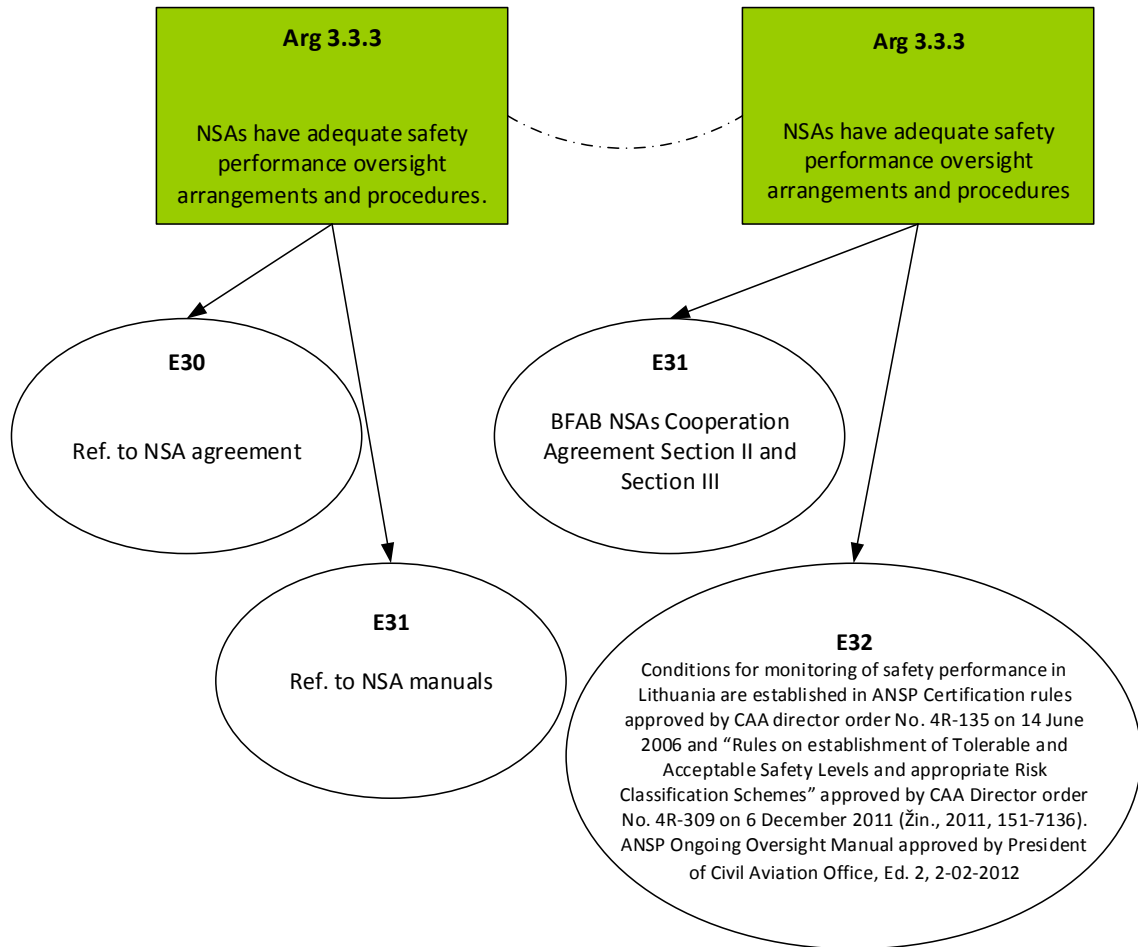 Arg 3.3.3
NSAs have adequate safety
performance oversight
arrangements and procedures.
Arg 3.3.3
NSAs have adequate safety
performance oversight
arrangements and procedures
E30
Ref. to NSA agreement
E31
BFAB NSAs Cooperation
Agreement Section II and
Section III
E31
Ref. to NSA manuals
E32
Conditions for monitoring of safety performance in
Lithuania are established in ANSP Certification rules
approved by CAA director order No. 4R-135 on 14 June
2006 and “Rules on establishment of Tolerable and
Acceptable Safety Levels and appropriate Risk
Classification Schemes” approved by CAA Director order
No. 4R-309 on 6 December 2011 (Žin., 2011, 151-7136).
ANSP Ongoing Oversight Manual approved by President
of Civil Aviation Office, Ed. 2, 2-02-2012